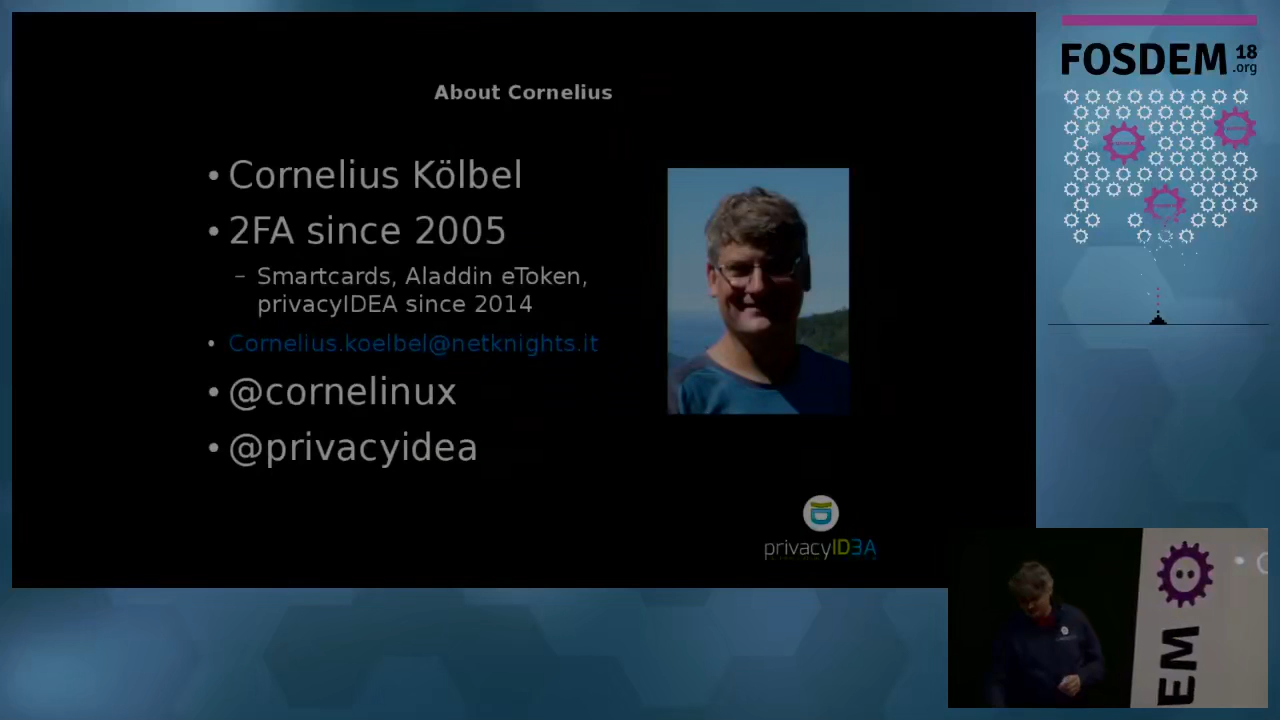 About Cornelius
• Cornelius Kölbel
• 2FA since 2005
– Smartcards, Aladdin eToken,
privacyIDEA since 2014
• Cornelius.koelbel@netknights.it
• @cornelinux
• @privacyidea
privacyID3A
FOSDEM 18
.org
EM